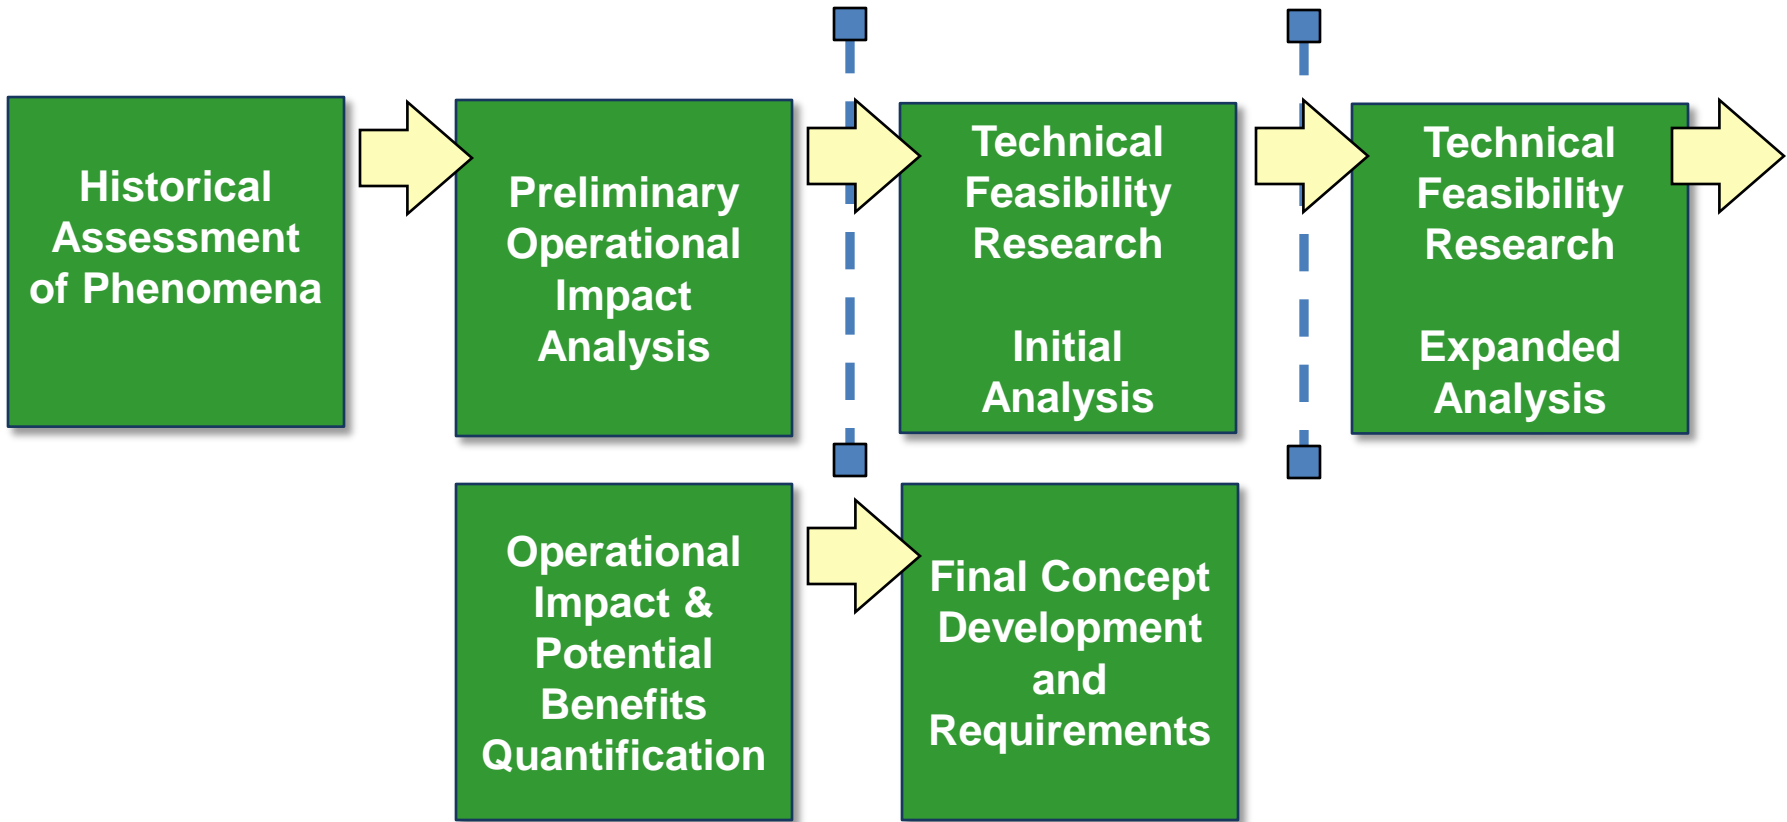 Historical
Assessment
of Phenomena
Preliminary
Operational
Impact
Analysis
Technical
Feasibility
Research
Initial
Analysis
Technical
Feasibility
Research
Expanded
Analysis
Operational
Impact &
Potential
Benefits
Quantification
Final Concept
Development
and
Requirements